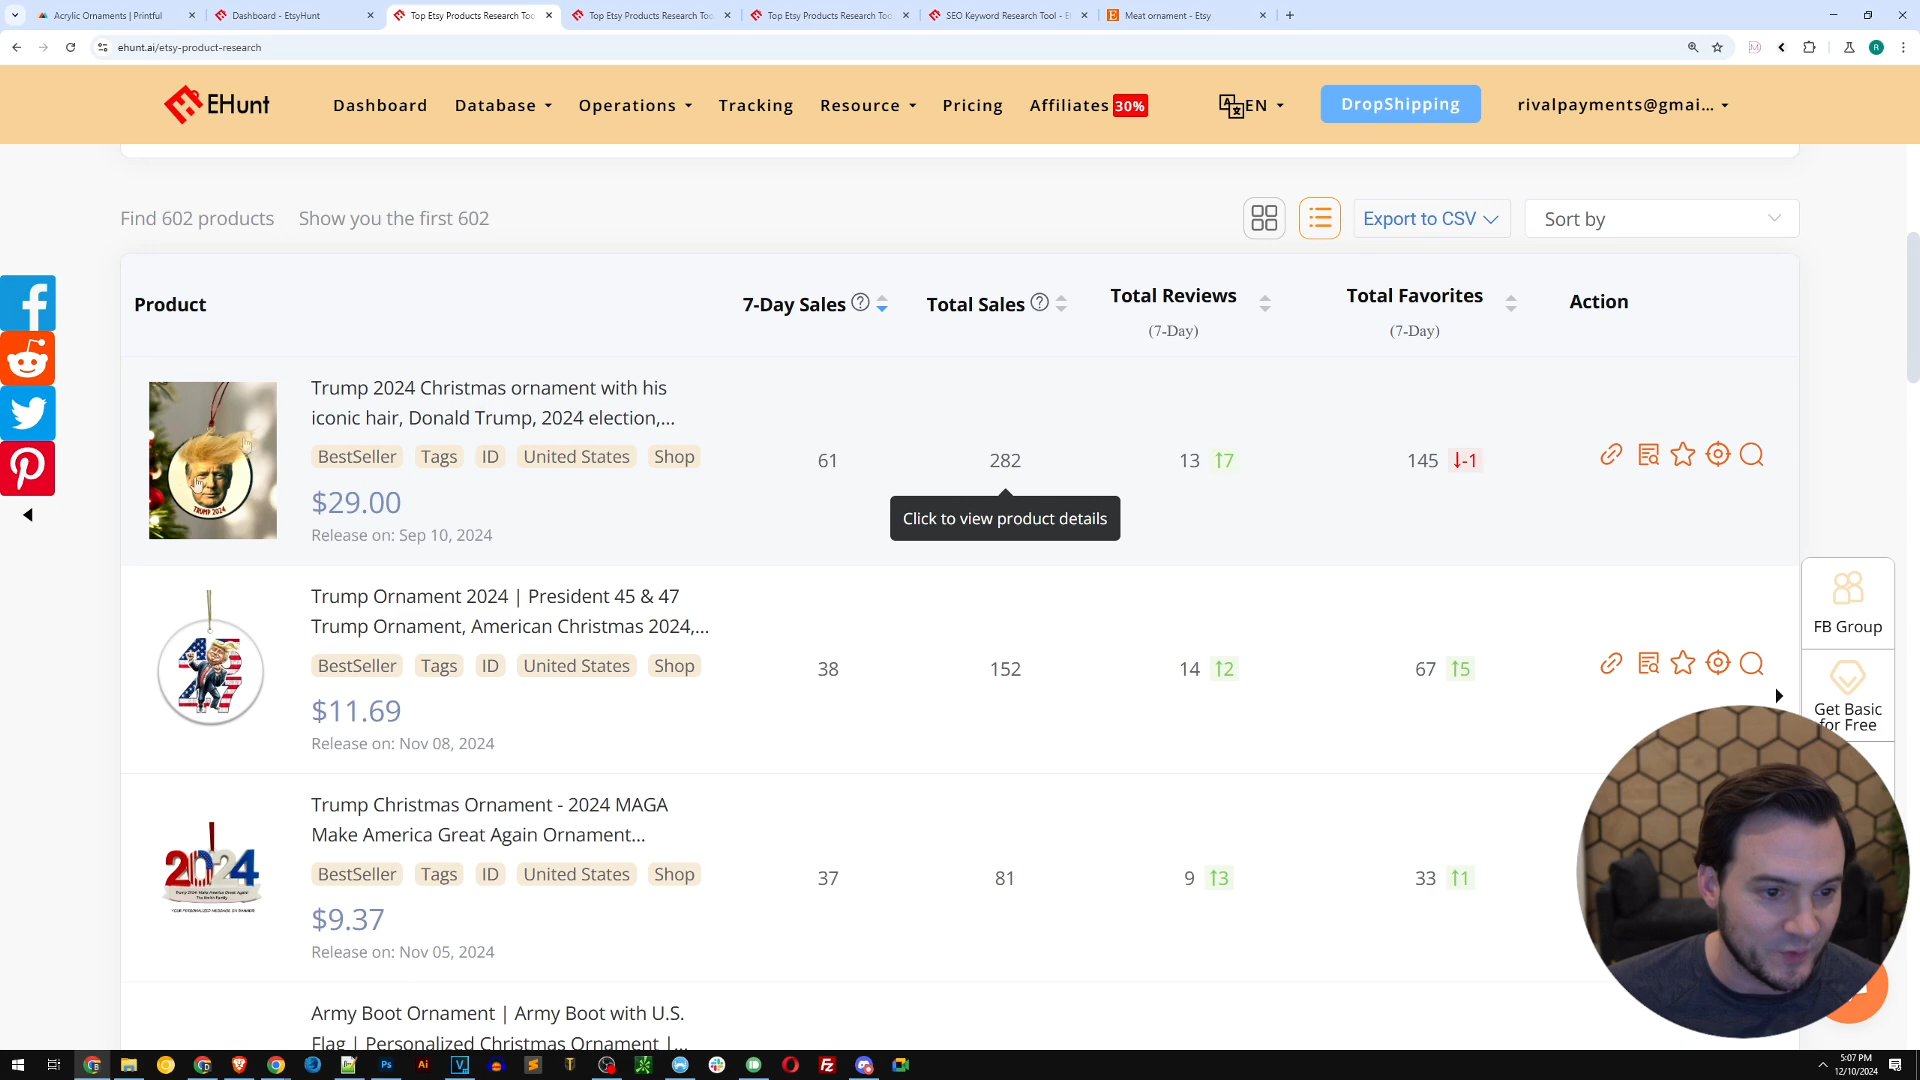 Acrylic Ornaments | Printful
Dashboard - EtsyHunt
Top Etsy Products Research Too
Top Etsy Products Research Too
Top Etsy Products Research Too
SEO Keyword Research Tool - E
Meat ornament - Etsy
ehunt.ai/etsy-product-research
R
EHunt
Dashboard
Database
Operations
Tracking
Resource
Pricing
Affiliates 30%
EN
DropShipping
rivalpayments@gmai...
Find 602 products
Show you the first 602
Export to CSV
Sort by
Product
7-Day Sales
Total Sales
Total Reviews
(7-Day)
Total Favorites
(7-Day)
Action
Trump 2024 Christmas ornament with his
iconic hair, Donald Trump, 2024 election,...
BestSeller Tags ID United States Shop
$29.00
Release on: Sep 10, 2024
61
282
13 ↑7
145 ↓-1
Click to view product details
TRUMP 2024
Trump Ornament 2024 | President 45 & 47
Trump Ornament, American Christmas 2024,...
BestSeller Tags ID United States Shop
$11.69
Release on: Nov 08, 2024
38
152
14 ↑2
67 ↑5
Trump Christmas Ornament - 2024 MAGA
Make America Great Again Ornament...
BestSeller Tags ID United States Shop
$9.37
Release on: Nov 05, 2024
37
81
9 ↑3
33 ↑1
2024
Army Boot Ornament | Army Boot with U.S.
Flag | Personalized Christmas Ornament |...
FB Group
Get Basic
for Free
5:07 PM
12/10/2024